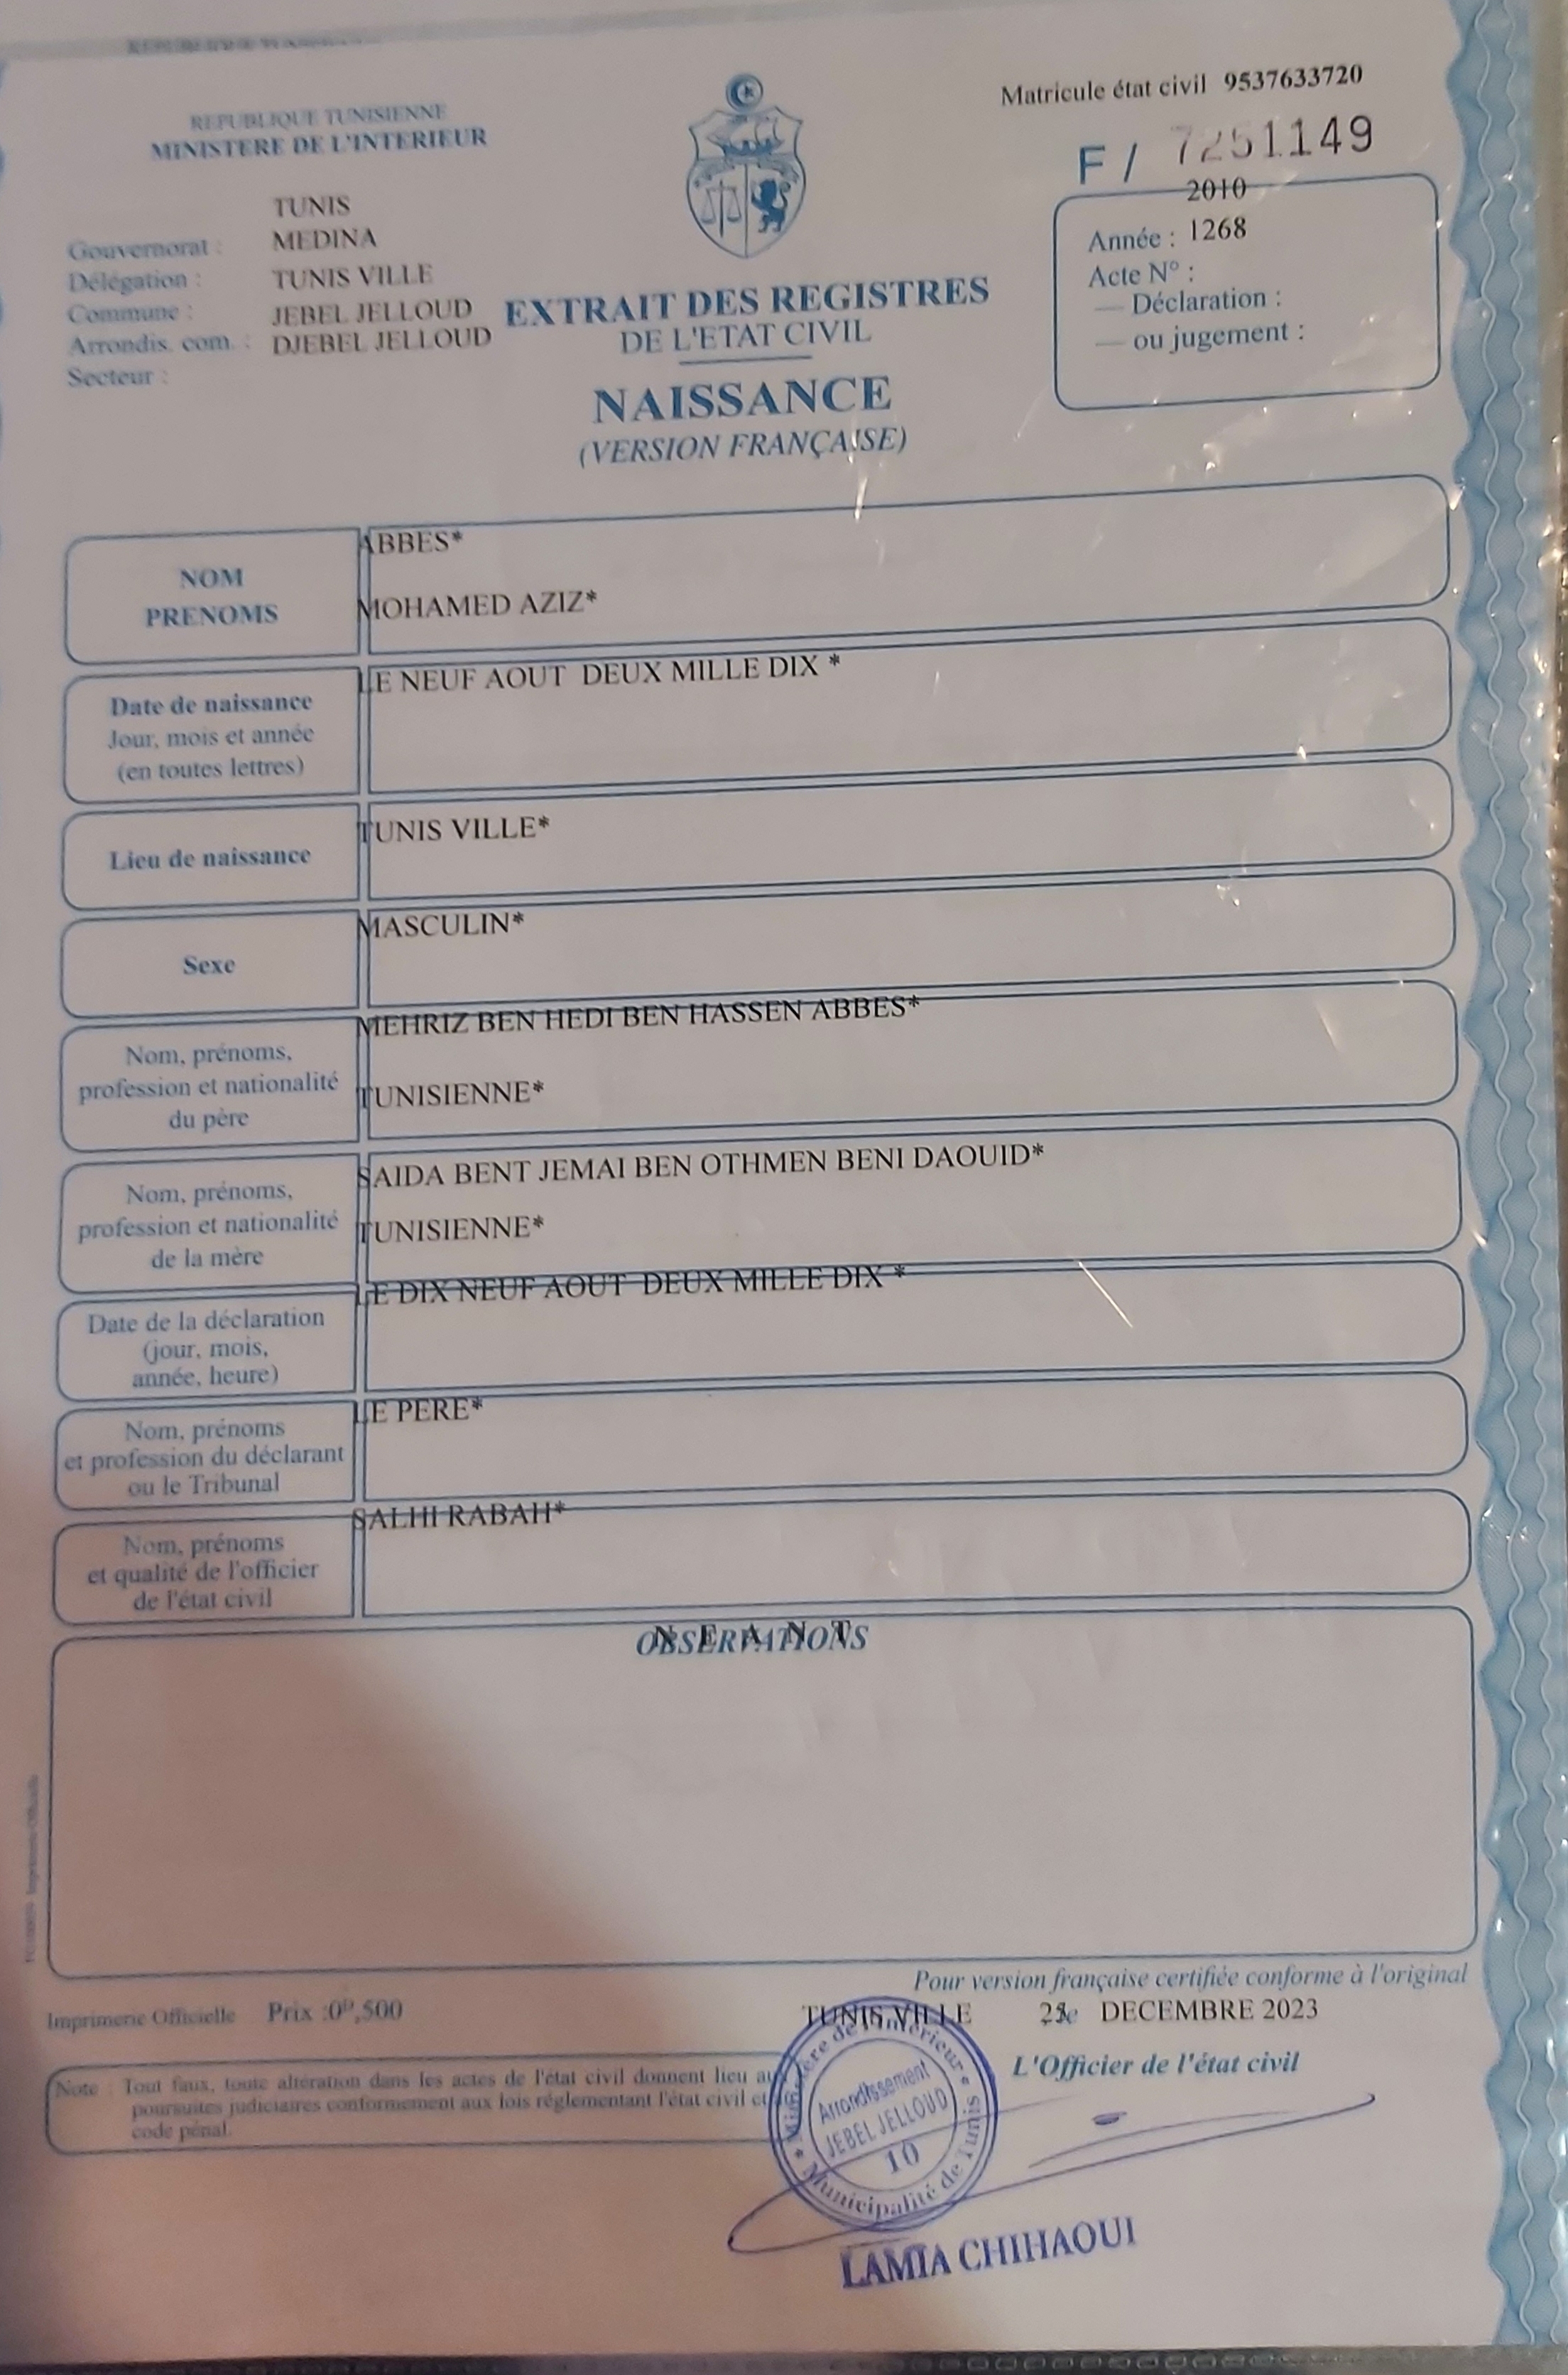 REPUBLIQUE TUNISIENNE
MINISTERE DE L'INTERIEUR
Matricule état civil 9537633720
F / 7251149
2010
Année : 1268
Acte N° :
— Déclaration :
— ou jugement :
TUNIS
Gouvernorat : MEDINA
Délégation : TUNIS VILLE
Commune : JEBEL JELLOUD
Arrondis. com. : DJEBEL JELLOUD
Secteur :
EXTRAIT DES REGISTRES
DE L'ETAT CIVIL
NAISSANCE
(VERSION FRANÇAISE)
NOM
PRENOMS
ABBES*
MOHAMED AZIZ*
Date de naissance
Jour, mois et année
(en toutes lettres)
LE NEUF AOUT DEUX MILLE DIX *
Lieu de naissance
TUNIS VILLE*
Sexe
MASCULIN*
Nom, prénoms,
profession et nationalité
du père
MEHRIZ BEN HEDI BEN HASSEN ABBES*
TUNISIENNE*
Nom, prénoms,
profession et nationalité
de la mère
SAIDA BENT JEMAI BEN OTHMEN BENI DAOUID*
TUNISIENNE*
Date de la déclaration
(jour, mois,
année, heure)
LE DIX NEUF AOUT DEUX MILLE DIX *
Nom, prénoms
et profession du déclarant
ou le Tribunal
LE PERE*
Nom, prénoms
et qualité de l'officier
de l'état civil
SALHI RABAH*
OBSERVATIONS
N E A N T
Pour version française certifiée conforme à l'original
Imprimerie Officielle Prix :0ᴰ,500
TUNIS VILLE le DECEMBRE 2023
L'Officier de l'état civil
Note : Tout faux, toute altération dans les actes de l'état civil donnent lieu au
poursuites judiciaires conformement aux lois réglementant l'état civil et
code pénal.
Ministère de l'Intérieur
Arrondissement
JEBEL JELLOUD
10
Municipalité de Tunis
LAMIA CHIHAOUI